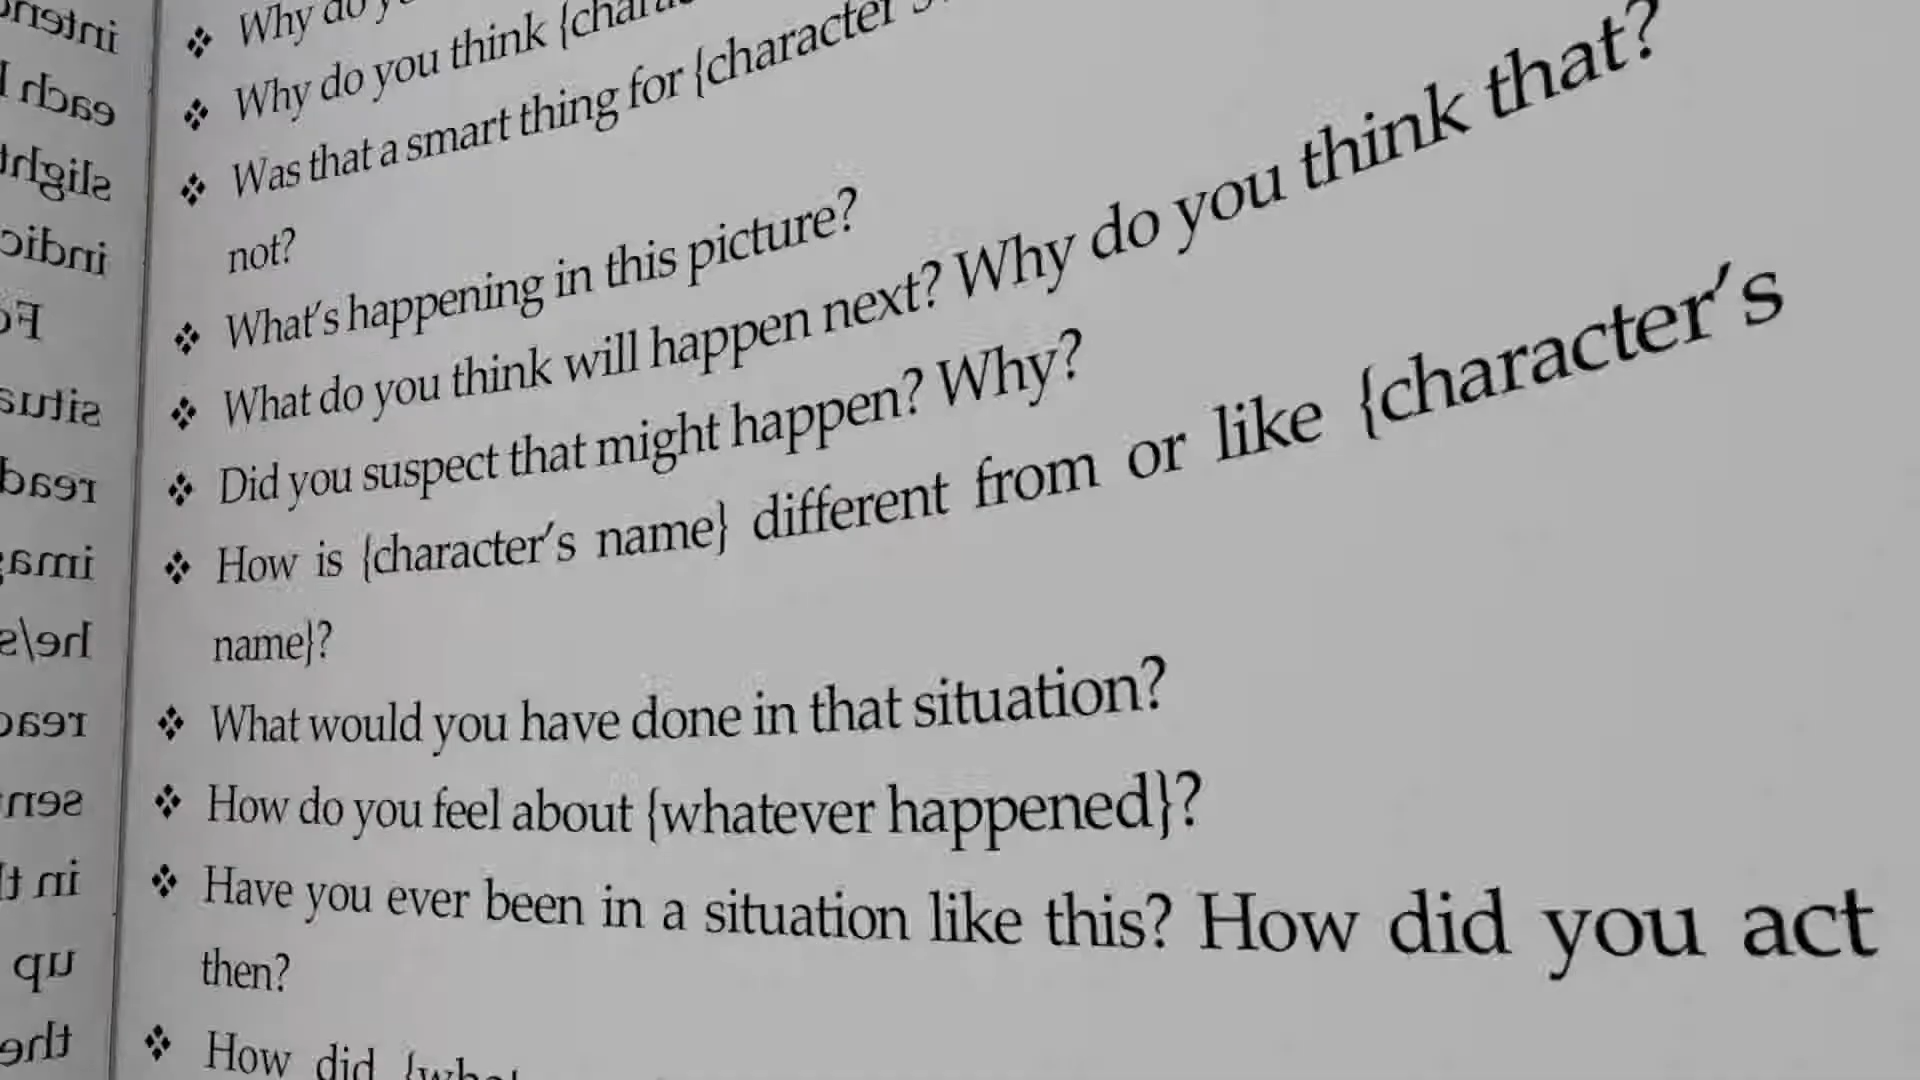 ❖ Why do
❖ Why do you think
❖ Was that a smart thing for {character
not?
❖ What's happening in this picture?
❖ What do you think will happen next? Why do you think that?
❖ Did you suspect that might happen? Why?
❖ How is {character's name} different from or like {character's
name}?
❖ What would you have done in that situation?
❖ How do you feel about {whatever happened}?
❖ Have you ever been in a situation like this? How did you act
then?
❖ How did